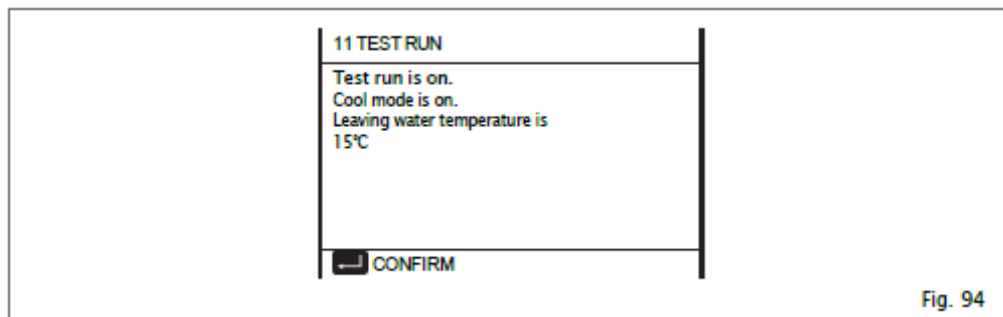 11 TEST RUN
Test run is on.
Cool mode is on.
Leaving water temperature is
15°C
CONFIRM
Fig. 94